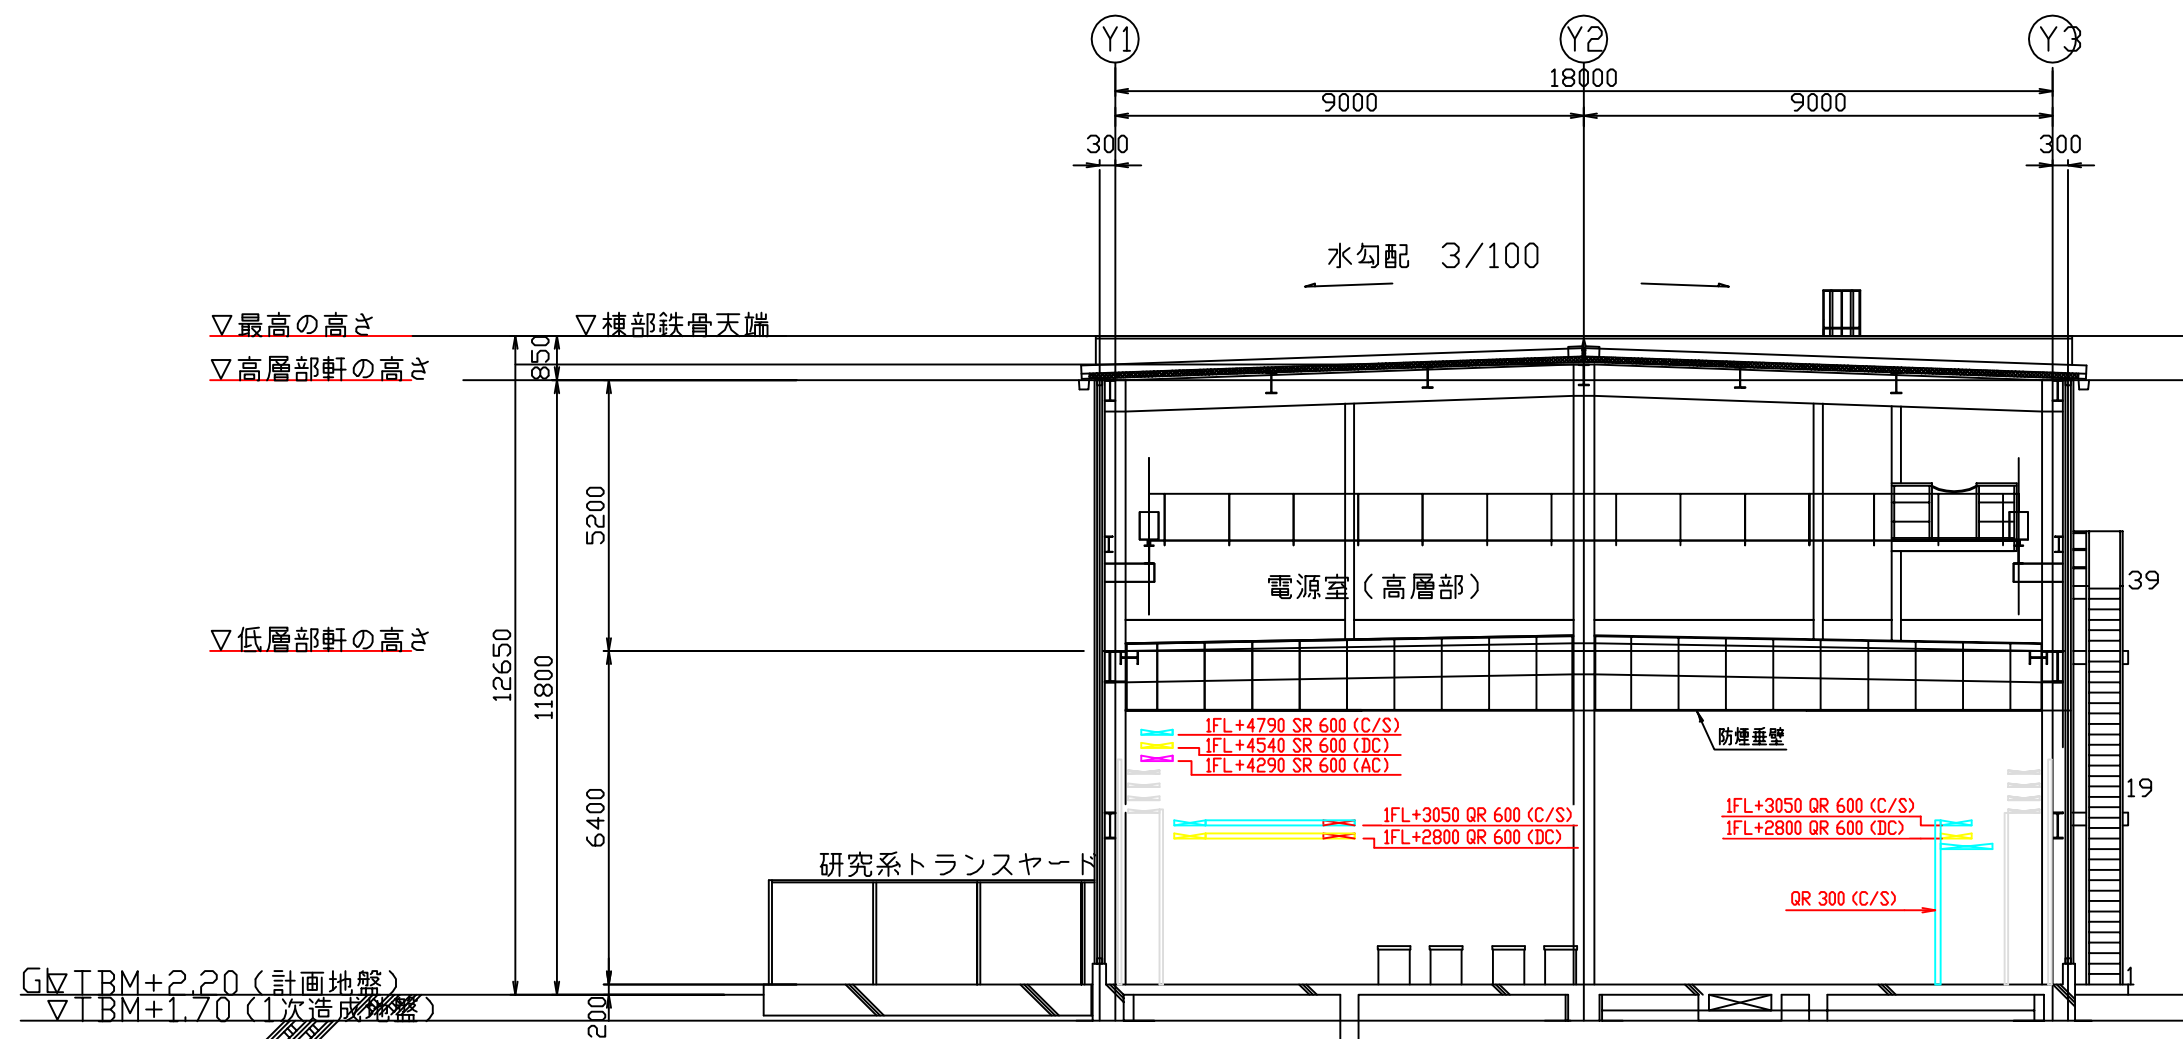 Y1
Y2
Y3
18000
9000
9000
300
300
水勾配 3/100
▽最高の高さ
▽棟部鉄骨天端
850
▽高層部軒の高さ
5200
電源室(高層部)
39
▽低層部軒の高さ
12650
11800
1FL+4790 SR 600 (C/S)
1FL+4540 SR 600 (DC)
1FL+4290 SR 600 (AC)
防煙垂壁
6400
19
1FL+3050 QR 600 (C/S)
1FL+2800 QR 600 (DC)
1FL+3050 QR 600 (C/S)
1FL+2800 QR 600 (DC)
研究系トランスヤード
QR 300 (C/S)
1
GL▽TBM+2.20(計画地盤)
▽TBM+1.70(1次造成地盤)
200